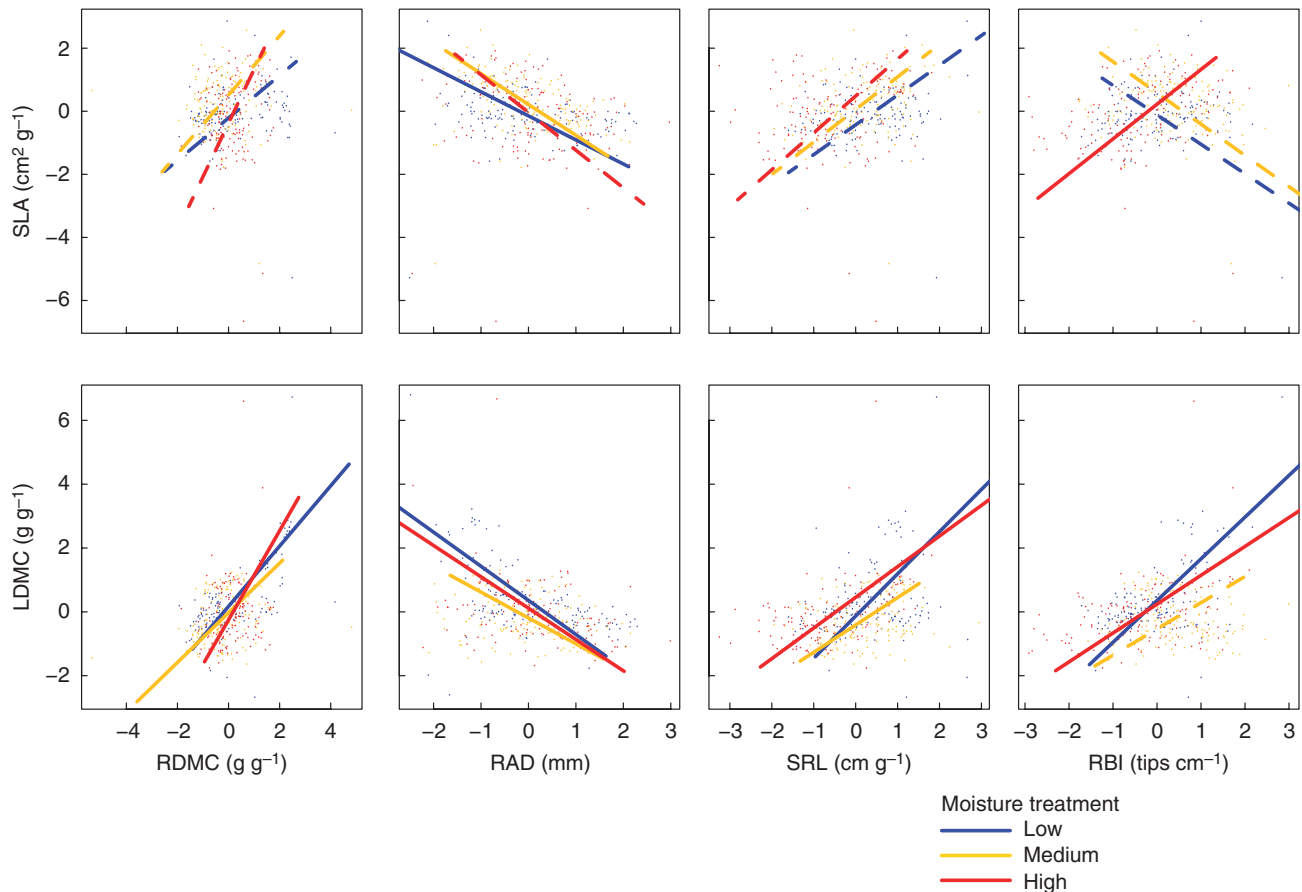 SLA (cm² g⁻¹)
2
0
−2
−4
−6
LDMC (g g⁻¹)
6
4
2
0
−2
−4 −2 0 2 4
RDMC (g g⁻¹)
−2 −1 0 1 2 3
RAD (mm)
−3 −2 −1 0 1 2 3
SRL (cm g⁻¹)
−3 −2 −1 0 1 2 3
RBI (tips cm⁻¹)
Moisture treatment
Low
Medium
High